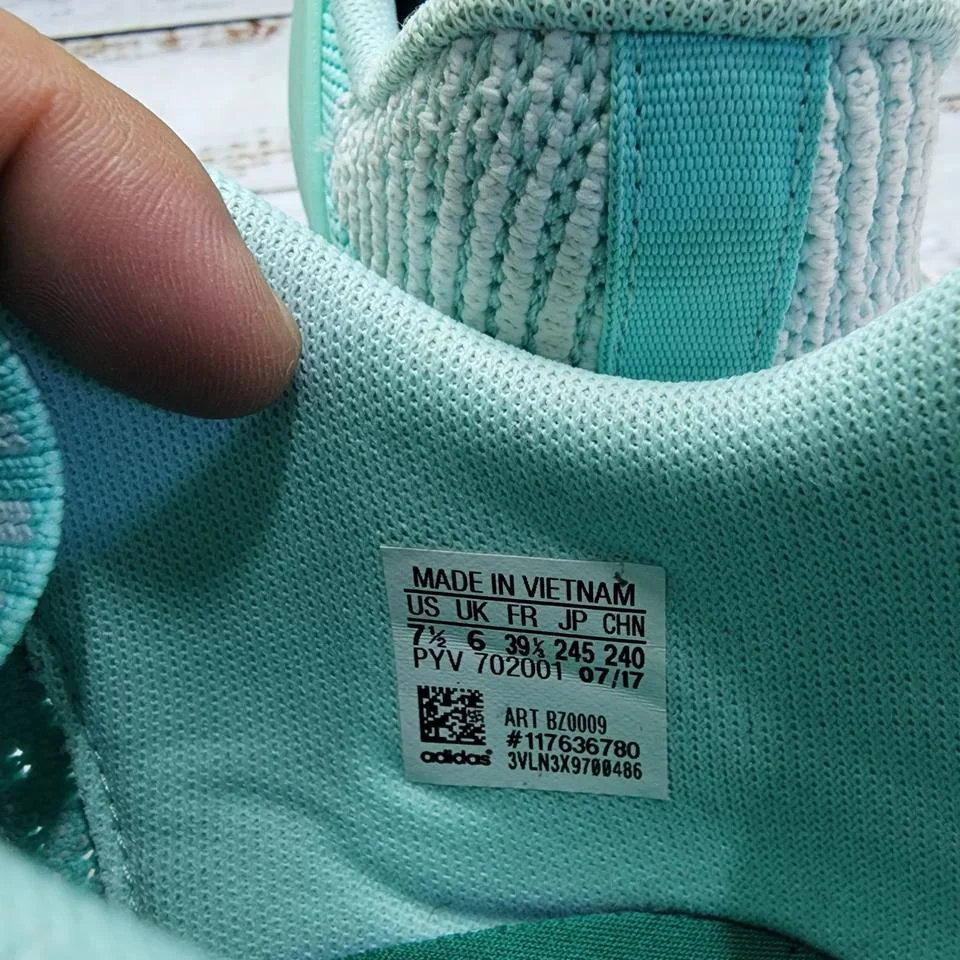 MADE IN VIETNAM
US UK FR JP CHN
7½ 6 39⅓ 245 240
PYV 702001 07/17
ART BZ0009
#117636780
adidas 3VLN3X9700486